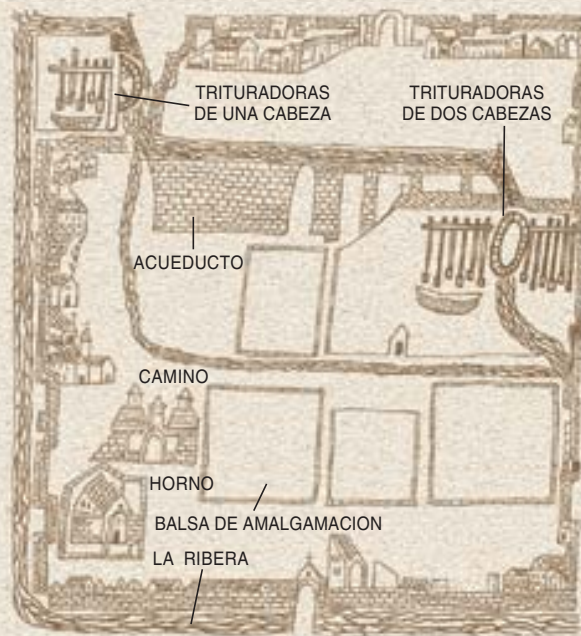 TRITURADORAS
DE UNA CABEZA
TRITURADORAS
DE DOS CABEZAS
ACUEDUCTO
CAMINO
HORNO
BALSA DE AMALGAMACION
LA RIBERA